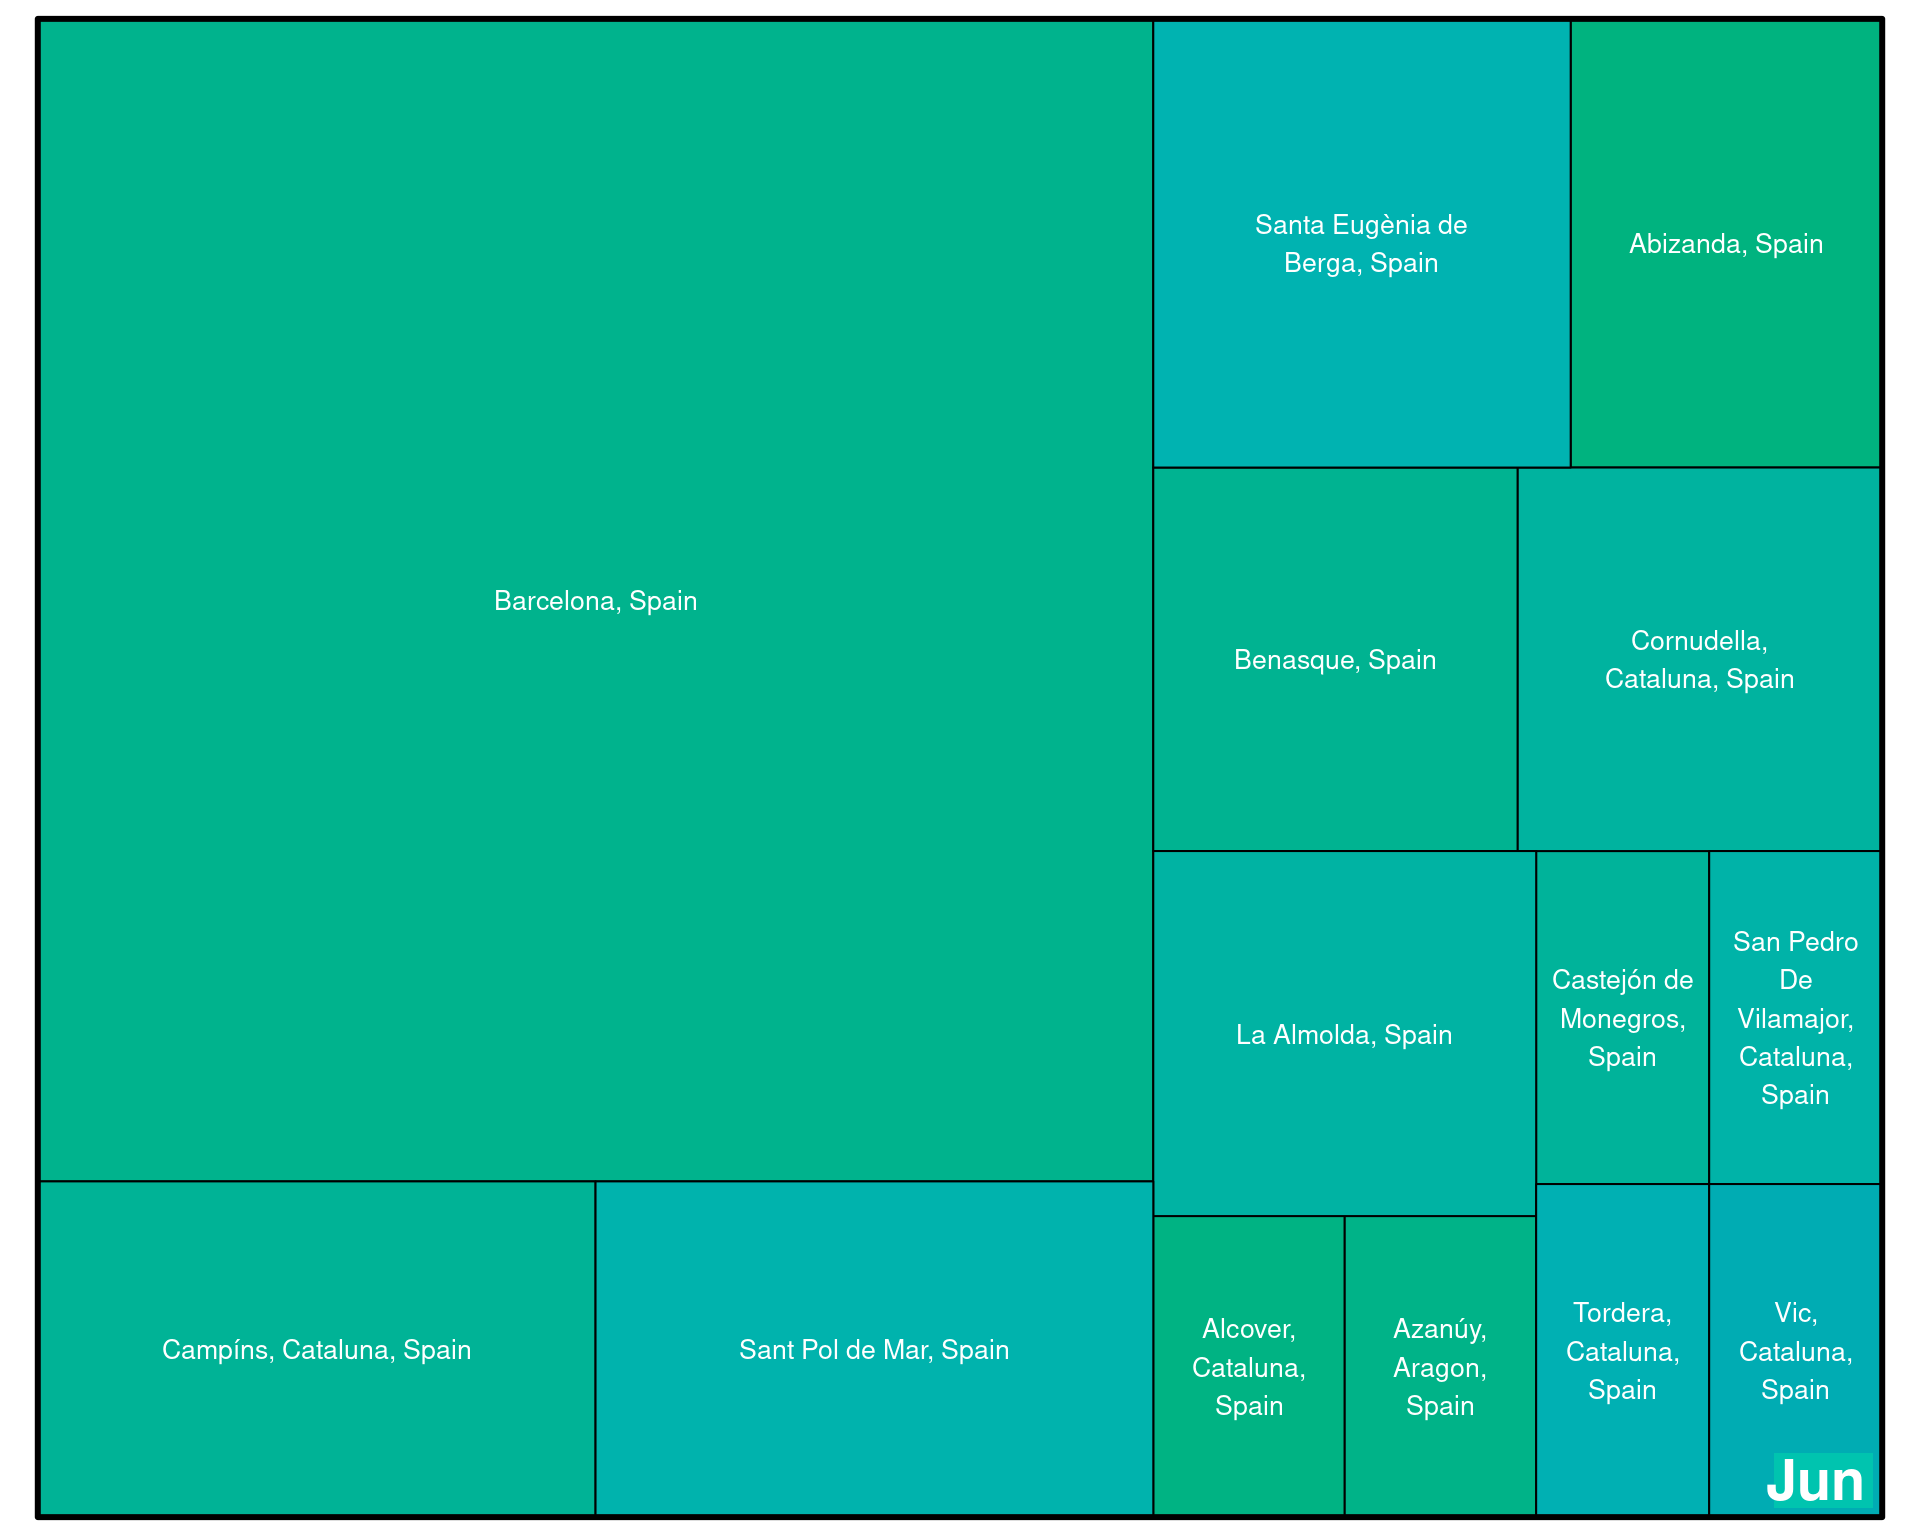 Barcelona, Spain
Campíns, Cataluna, Spain
Sant Pol de Mar, Spain
Santa Eugènia de
Berga, Spain
Abizanda, Spain
Benasque, Spain
Cornudella,
Cataluna, Spain
La Almolda, Spain
Castejón de
Monegros,
Spain
San Pedro
De
Vilamajor,
Cataluna,
Spain
Alcover,
Cataluna,
Spain
Azanúy,
Aragon,
Spain
Tordera,
Cataluna,
Spain
Vic,
Cataluna,
Spain
Jun